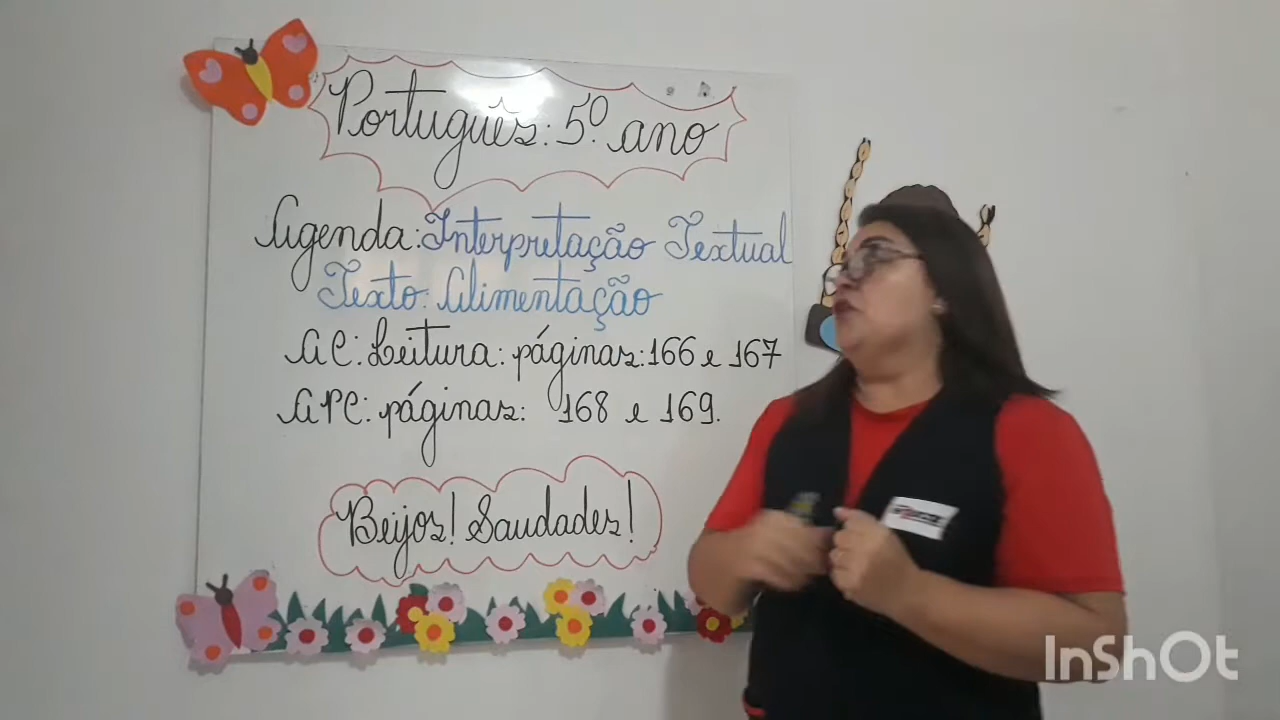 Português: 5º ano
Agenda: Interpretação Textual
Texto: Alimentação
AC: Leitura: páginas: 166 e 167
APC: páginas: 168 e 169.
Beijos! Saudades!
InShOt